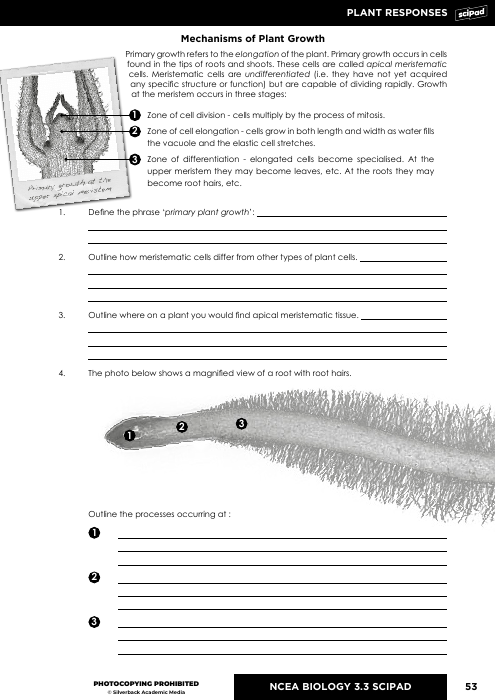 PLANT RESPONSES
scipad
Mechanisms of Plant Growth
Primary growth refers to the elongation of the plant. Primary growth occurs in cells
found in the tips of roots and shoots. These cells are called apical meristematic
cells. Meristematic cells are undifferentiated (i.e. they have not yet acquired
any specific structure or function) but are capable of dividing rapidly. Growth
at the meristem occurs in three stages:
1 Zone of cell division - cells multiply by the process of mitosis.
2 Zone of cell elongation - cells grow in both length and width as water fills
the vacuole and the elastic cell stretches.
3 Zone of differentiation - elongated cells become specialised. At the
upper meristem they may become leaves, etc. At the roots they may
become root hairs, etc.
Primary growth at the
upper apical meristem
1. Define the phrase ‘primary plant growth’:
2. Outline how meristematic cells differ from other types of plant cells.
3. Outline where on a plant you would find apical meristematic tissue.
4. The photo below shows a magnified view of a root with root hairs.
1 2 3
Outline the processes occurring at :
1
2
3
PHOTOCOPYING PROHIBITED
© Silverback Academic Media
NCEA BIOLOGY 3.3 SCIPAD
53